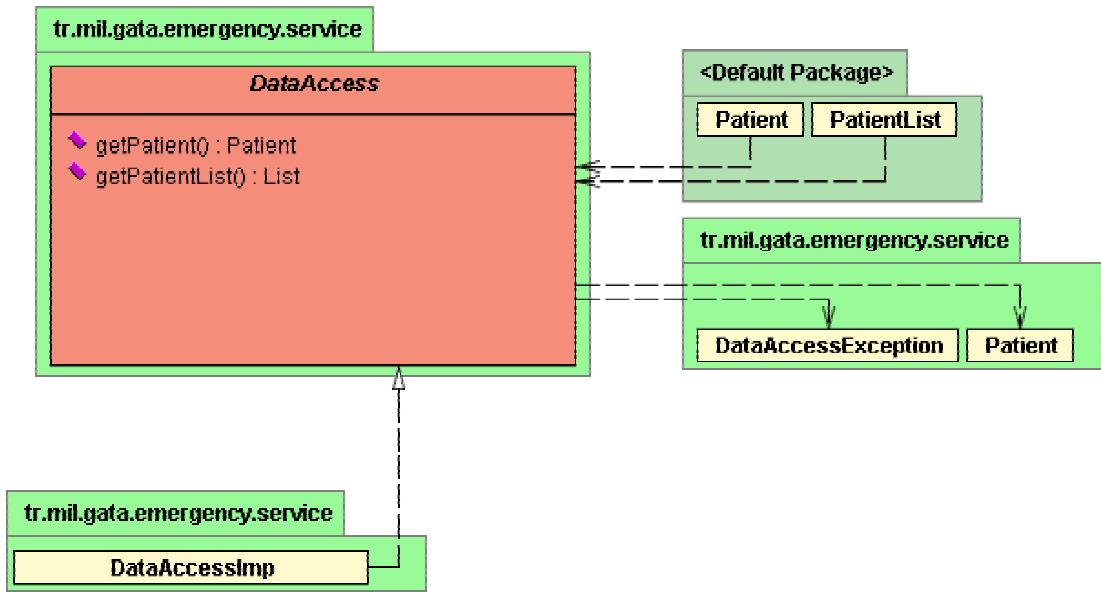 tr.mil.gata.emergency.service
DataAccess
getPatient() : Patient
getPatientList() : List
<Default Package>
Patient PatientList
tr.mil.gata.emergency.service
DataAccessException Patient
tr.mil.gata.emergency.service
DataAccessImp